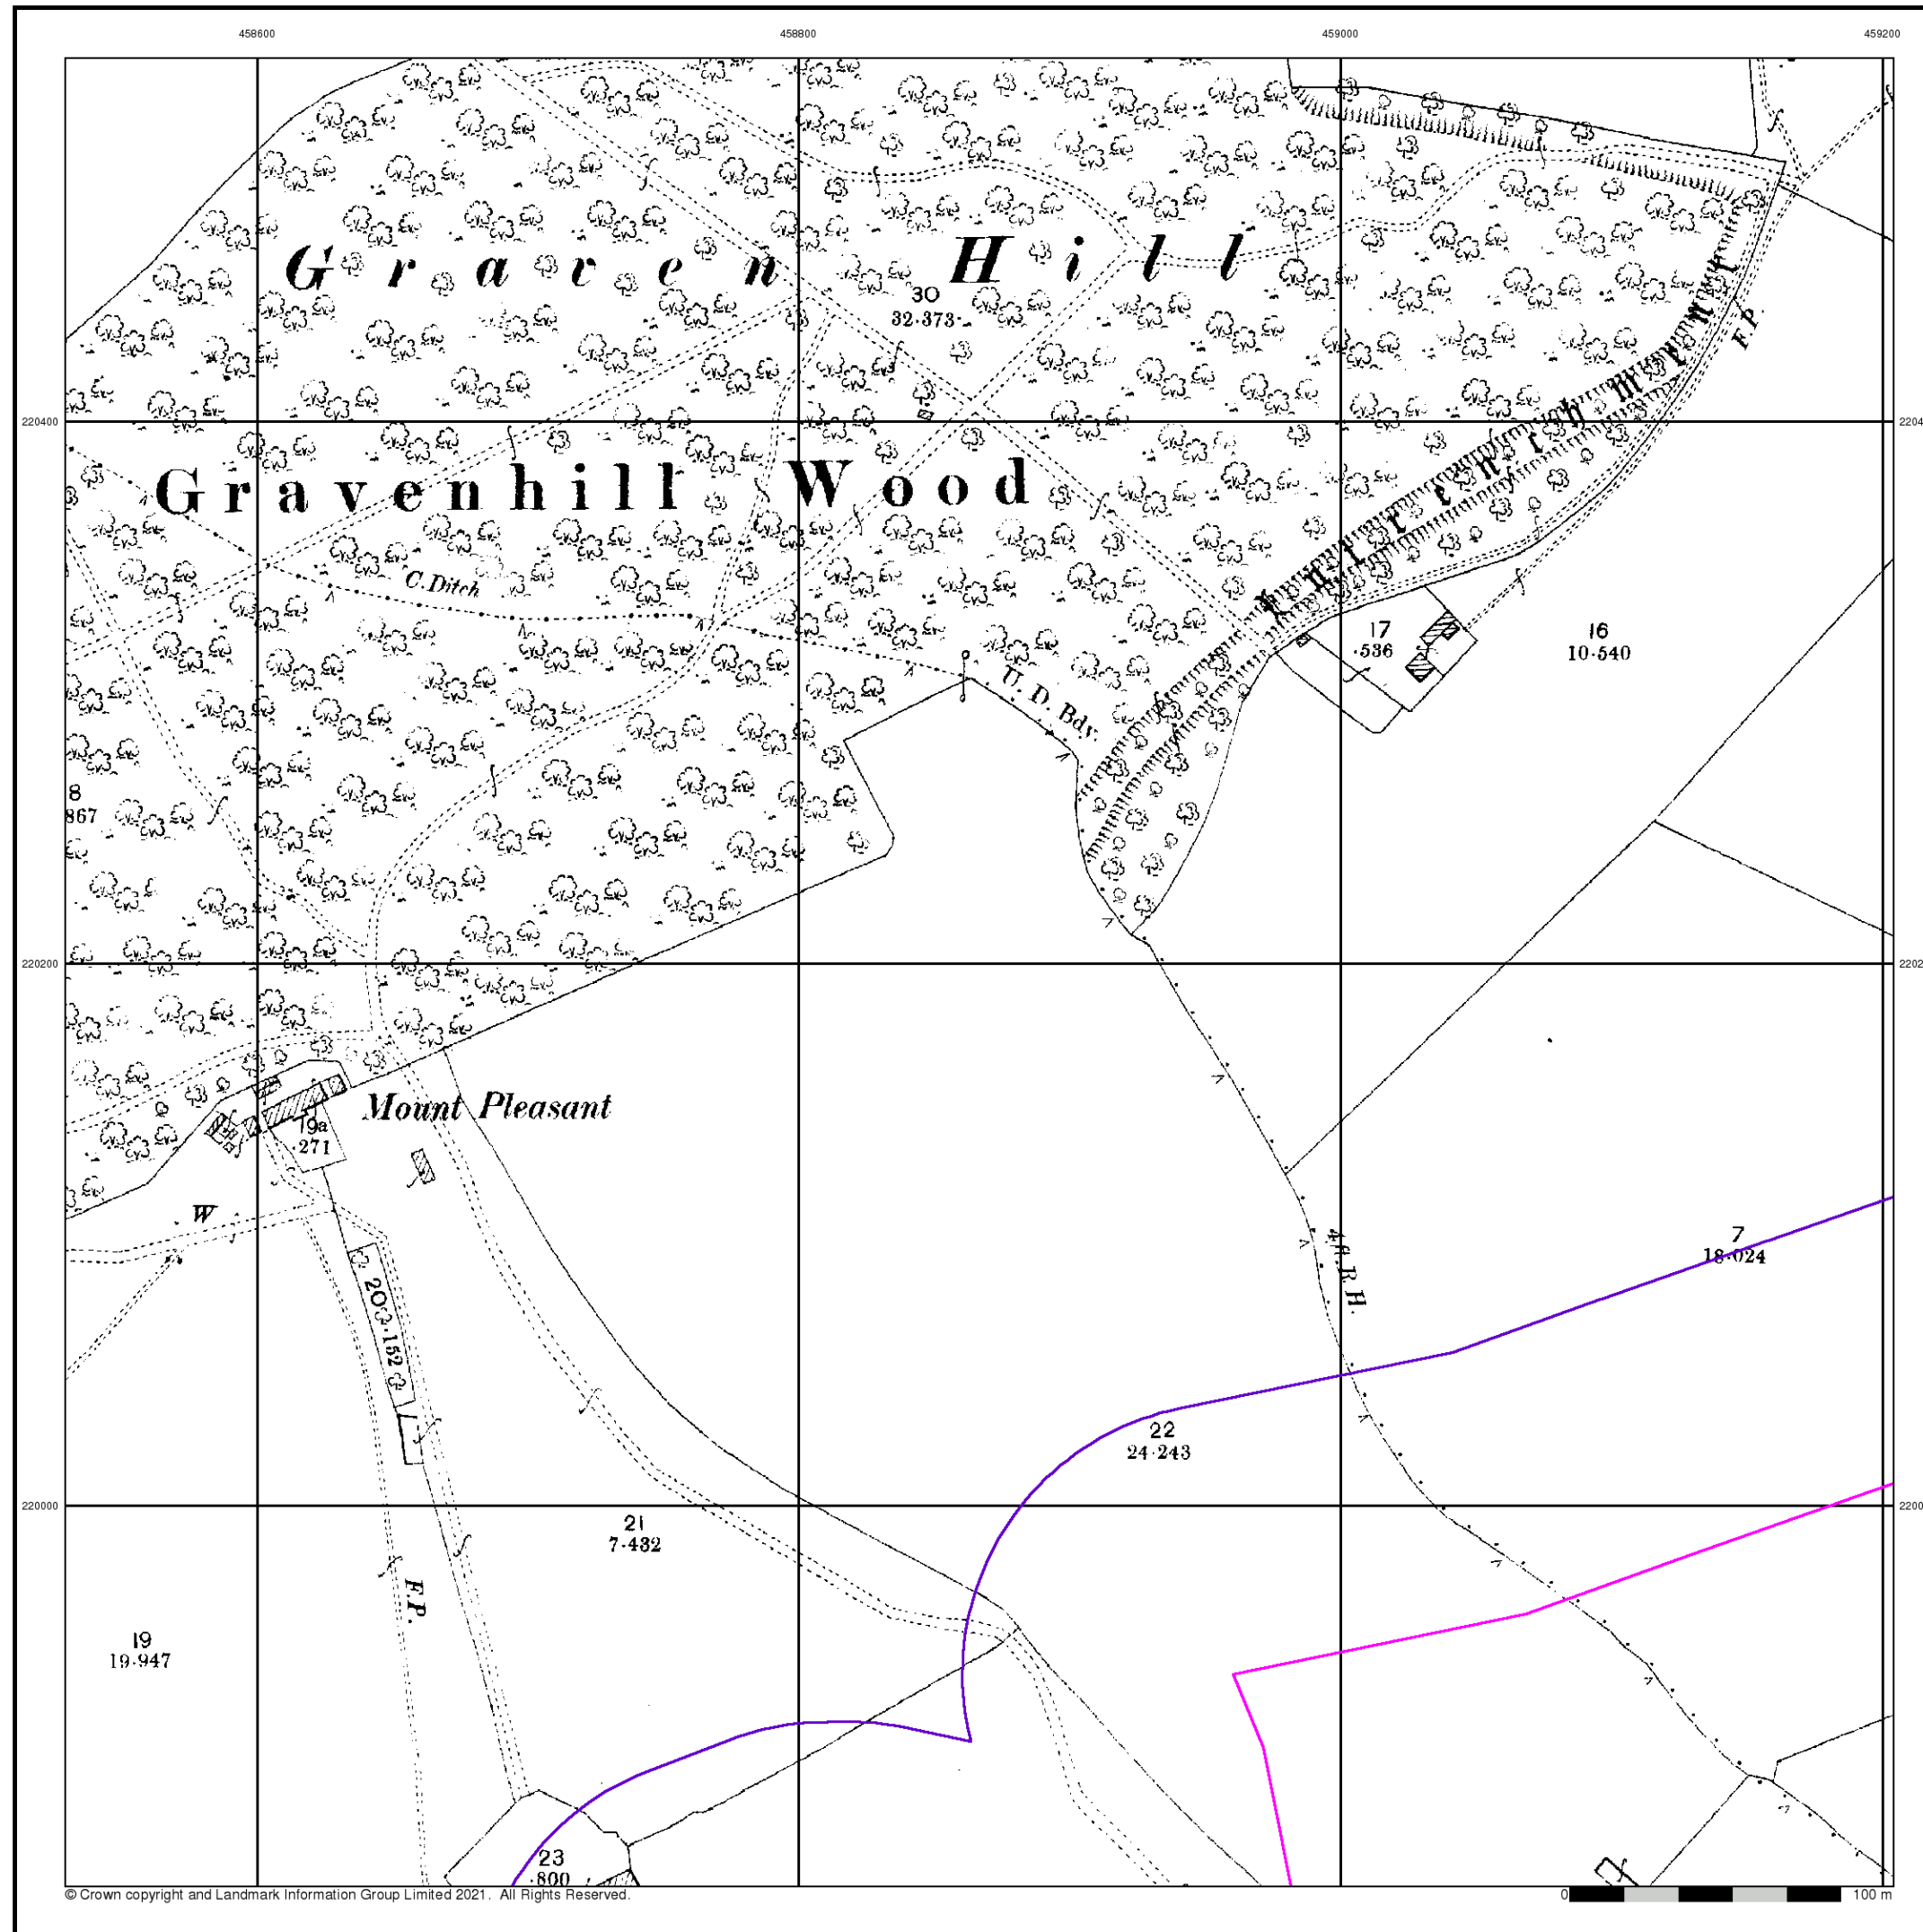 458600 458800 459000 459200
Graven Hill
30
32·373
F.P.
220400
Gravenhill Wood
Entrenchment
C. Ditch
17
·536
16
10·540
U. D. Bdy.
8
867
220200
Mount Pleasant
19a
·271
W
4ft. R.H.
7
18·024
20
·152
22
24·243
220000
21
7·432
F.P.
19
19·947
23
·800
© Crown copyright and Landmark Information Group Limited 2021. All Rights Reserved.
0 100 m